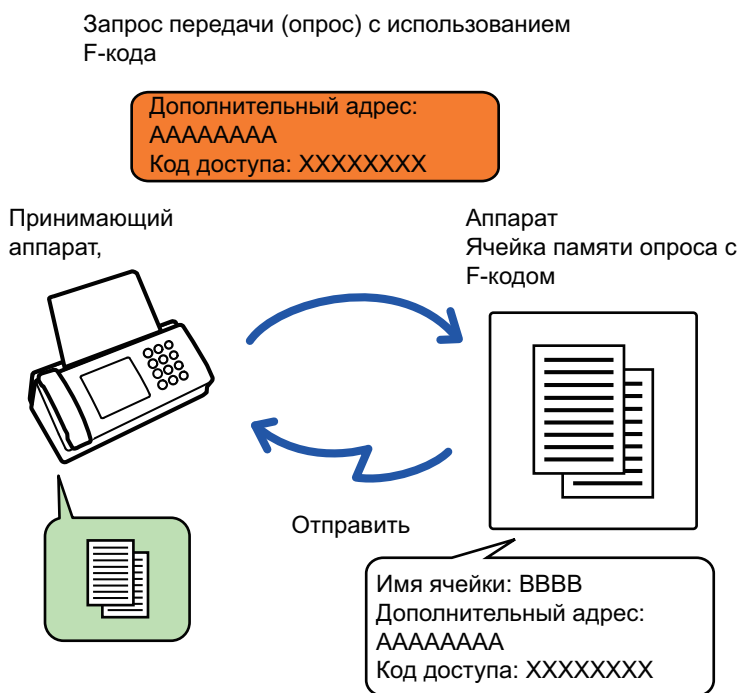 Запрос передачи (опрос) с использованием
F-кода
Дополнительный адрес:
AAAAAAAA
Код доступа: XXXXXXXX
Принимающий
аппарат,
Аппарат
Ячейка памяти опроса с
F-кодом
Отправить
Имя ячейки: BBBB
Дополнительный адрес:
AAAAAAAA
Код доступа: XXXXXXXX